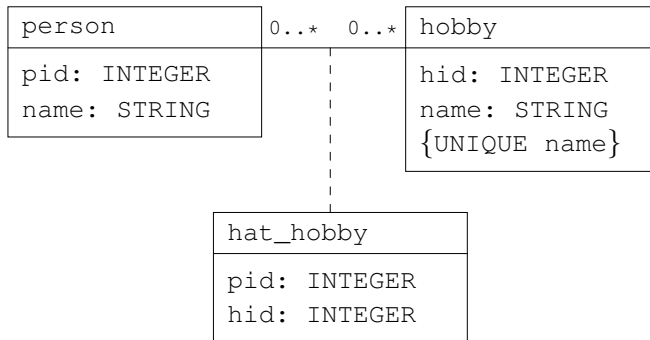 person
0..*
0..*
hobby
pid: INTEGER
name: STRING
hid: INTEGER
name: STRING
{UNIQUE name}
hat_hobby
pid: INTEGER
hid: INTEGER